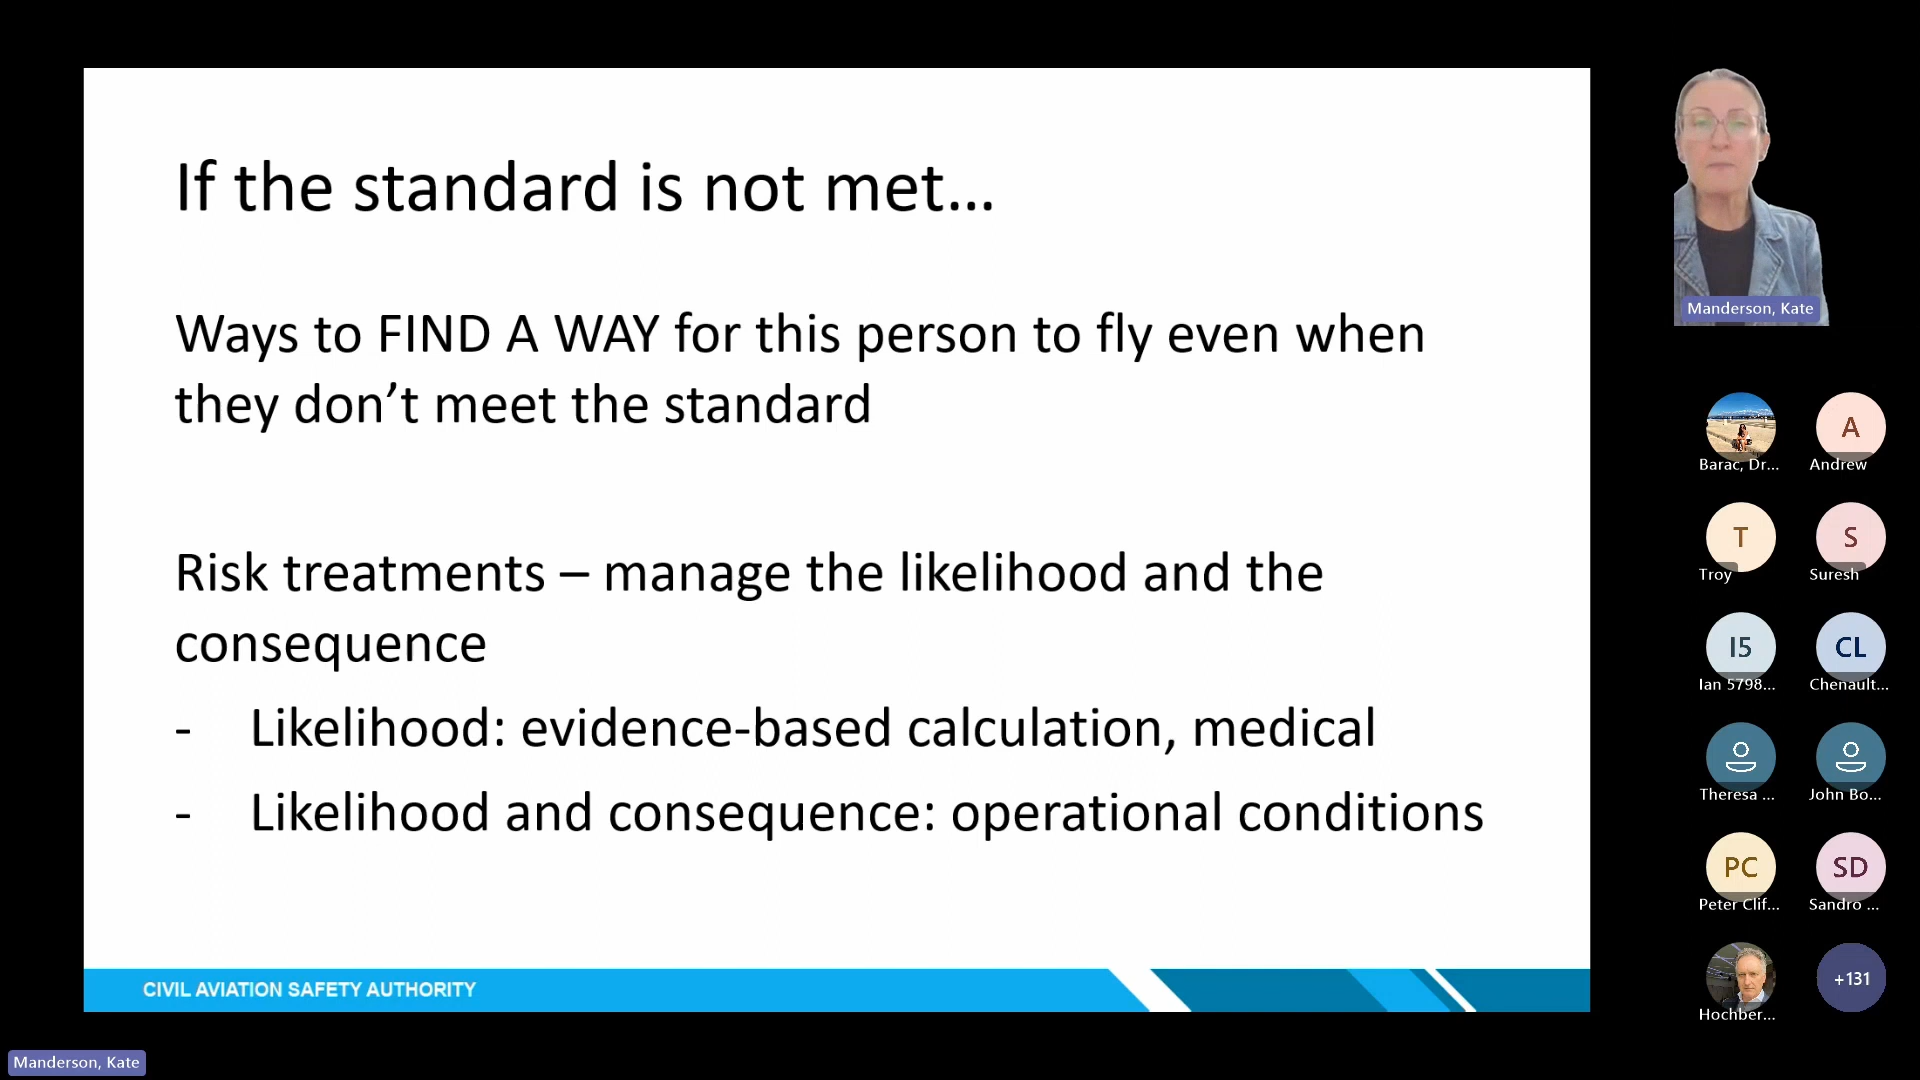 If the standard is not met...
Ways to FIND A WAY for this person to fly even when
they don’t meet the standard
Risk treatments – manage the likelihood and the
consequence
- Likelihood: evidence-based calculation, medical
- Likelihood and consequence: operational conditions
CIVIL AVIATION SAFETY AUTHORITY
Manderson, Kate
Barac, Dr...
A
Andrew
T
Troy
S
Suresh
I5
Ian 5798...
CL
Chenault...
Theresa ...
John Bo...
PC
Peter Clif...
SD
Sandro ...
Hochber...
+131
Manderson, Kate